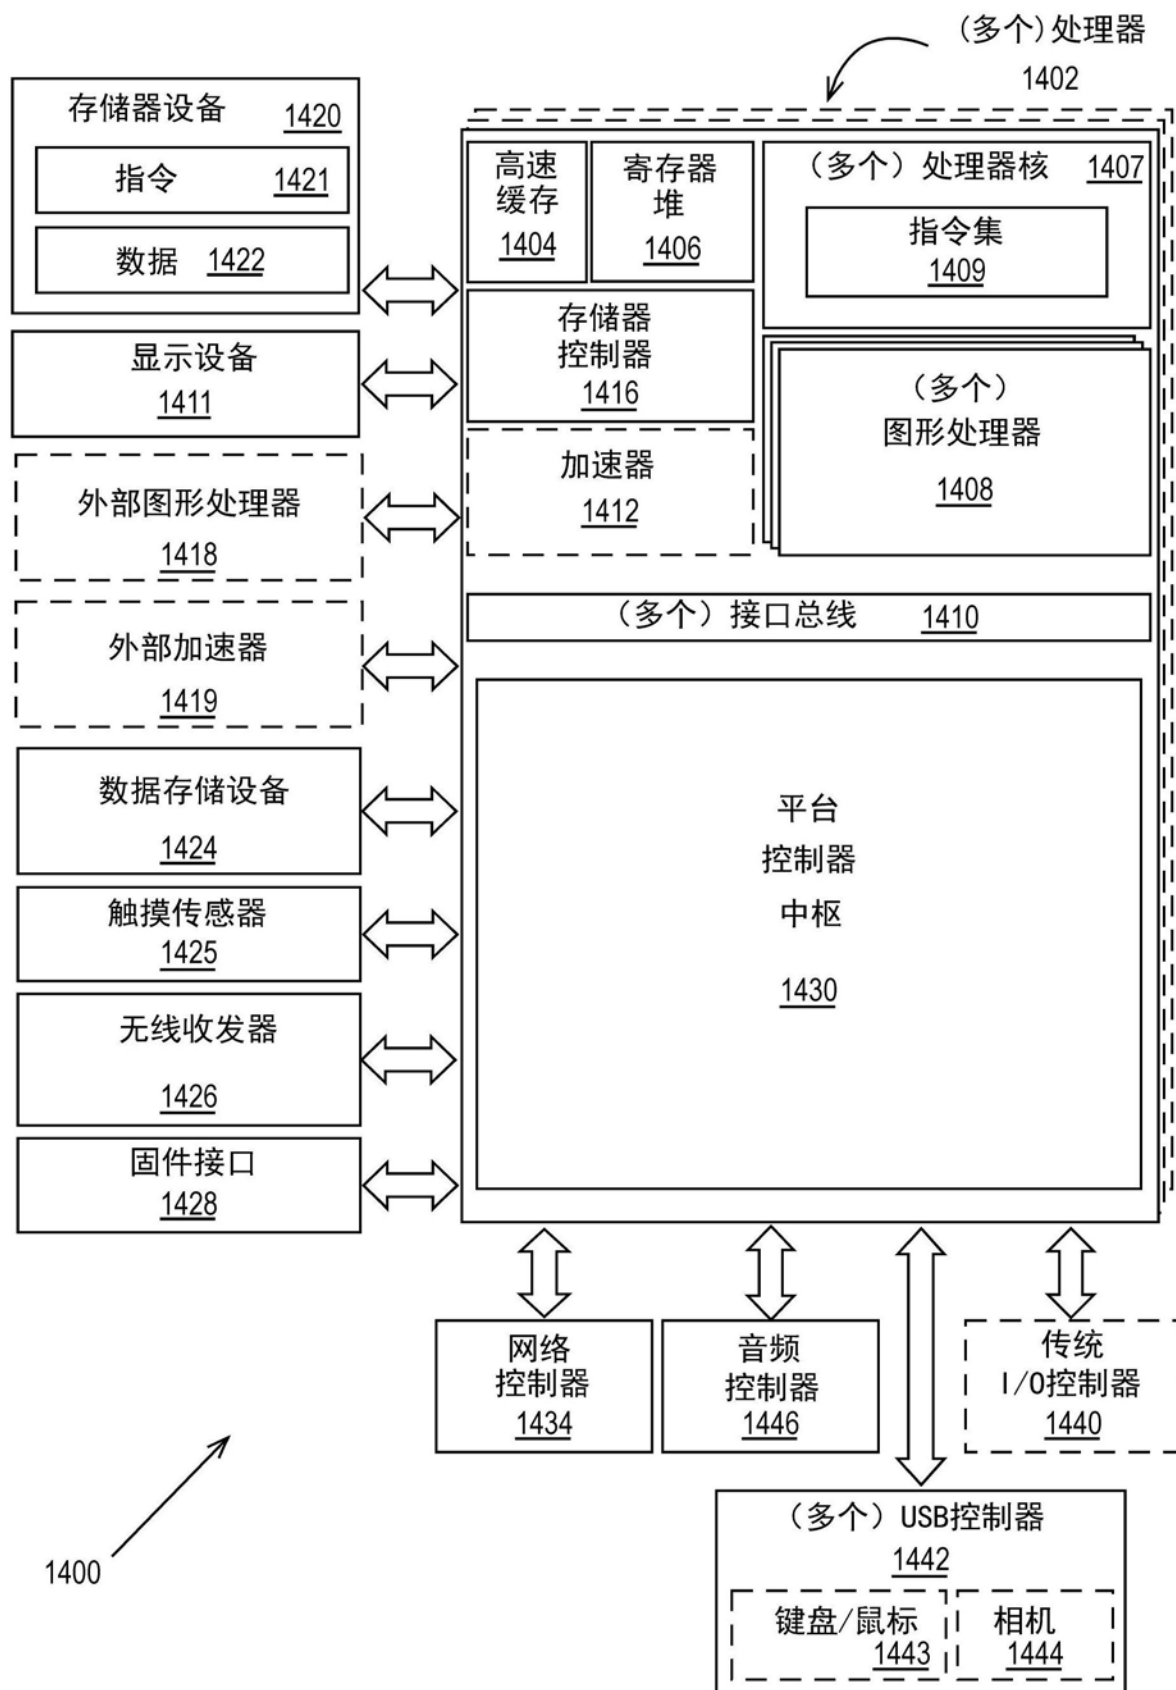 (多个)处理器
1402
存储器设备 1420
指令 1421
数据 1422
显示设备
1411
外部图形处理器
1418
外部加速器
1419
数据存储设备
1424
触摸传感器
1425
无线收发器
1426
固件接口
1428
高速
缓存
1404
寄存器
堆
1406
(多个)处理器核 1407
指令集
1409
存储器
控制器
1416
(多个)
图形处理器
1408
加速器
1412
(多个)接口总线 1410
平台
控制器
中枢
1430
网络
控制器
1434
音频
控制器
1446
传统
I/O控制器
1440
(多个)USB控制器
1442
键盘/鼠标
1443
相机
1444
1400